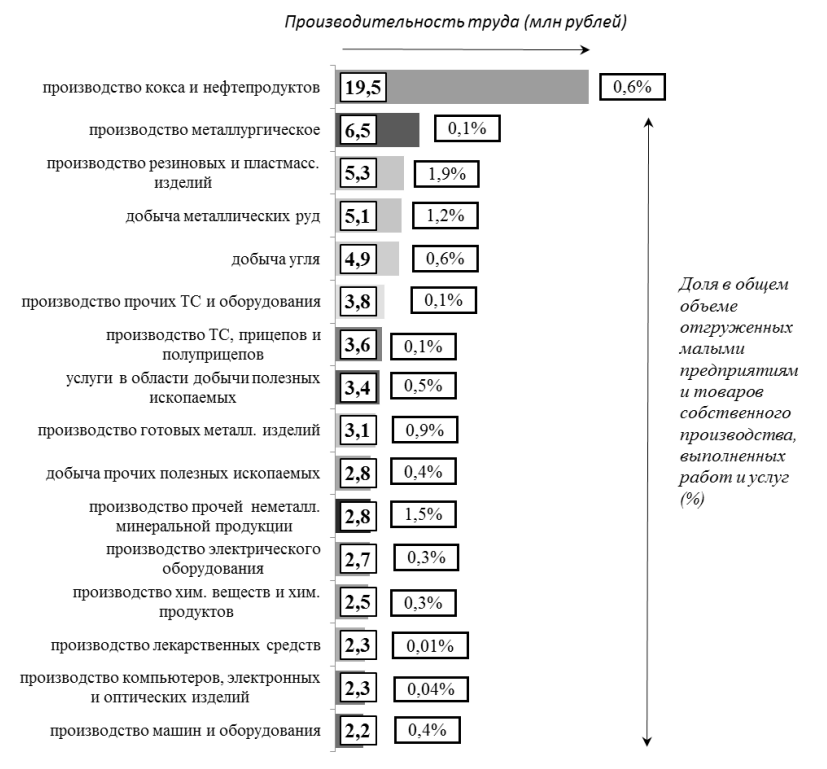 Производительность труда (млн рублей)
производство кокса и нефтепродуктов
19,5
0,6%
производство металлургическое
6,5
0,1%
производство резиновых и пластмасс.
изделий
5,3
1,9%
добыча металлических руд
5,1
1,2%
добыча угля
4,9
0,6%
производство прочих ТС и оборудования
3,8
0,1%
производство ТС, прицепов и
полуприцепов
3,6
0,1%
услуги в области добычи полезных
ископаемых
3,4
0,5%
производство готовых металл. изделий
3,1
0,9%
добыча прочих полезных ископаемых
2,8
0,4%
производство прочей неметалл.
минеральной продукции
2,8
1,5%
производство электрического
оборудования
2,7
0,3%
производство хим. веществ и хим.
продуктов
2,5
0,3%
производство лекарственных средств
2,3
0,01%
производство компьютеров, электронных
и оптических изделий
2,3
0,04%
производство машин и оборудования
2,2
0,4%
Доля в общем
объеме
отгруженных
малыми
предприятиям
и товаров
собственного
производства,
выполненных
работ и услуг
(%)